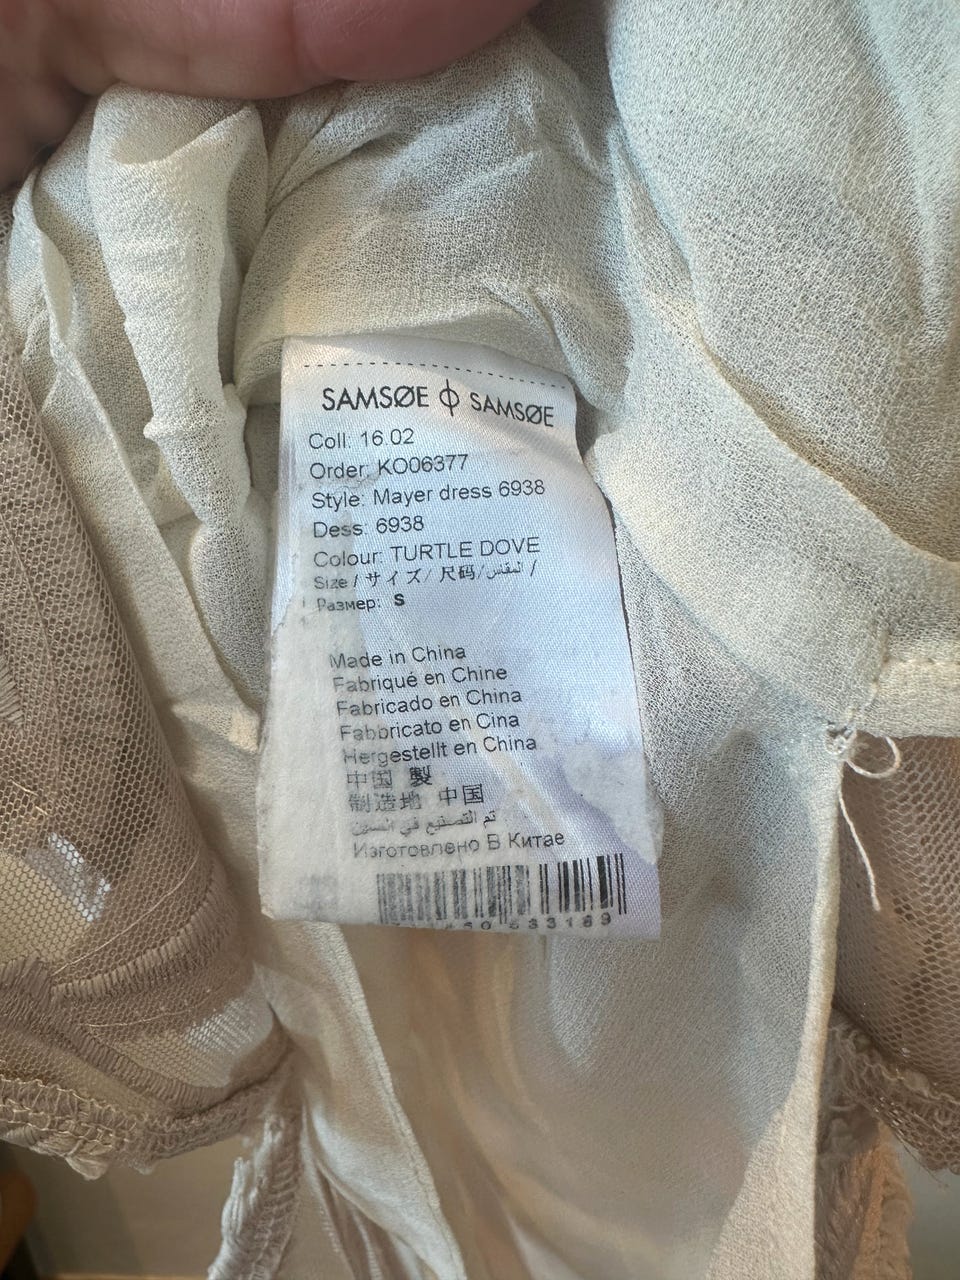 SAMSØE ϕ SAMSØE
Coll: 16.02
Order: KO06377
Style: Mayer dress 6938
Dess: 6938
Colour: TURTLE DOVE
Size / サイズ / 尺码 / المقاس /
Размер: S
Made in China
Fabriqué en Chine
Fabricado en China
Fabbricato en Cina
Hergestellt en China
中国 製
制造地 中国
تم التصنيع في الصين
Изготовлено В Китае
533189